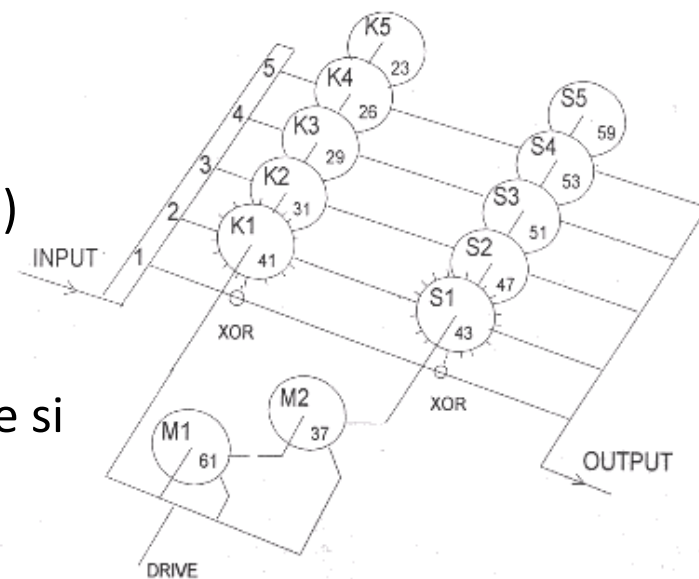 K5
23
5
K4
26
S5
59
4
K3
29
S4
53
)
3
K2
31
S3
51
2
K1
41
S2
47
INPUT
1
S1
43
XOR
XOR
e si
M2
37
M1
61
OUTPUT
DRIVE